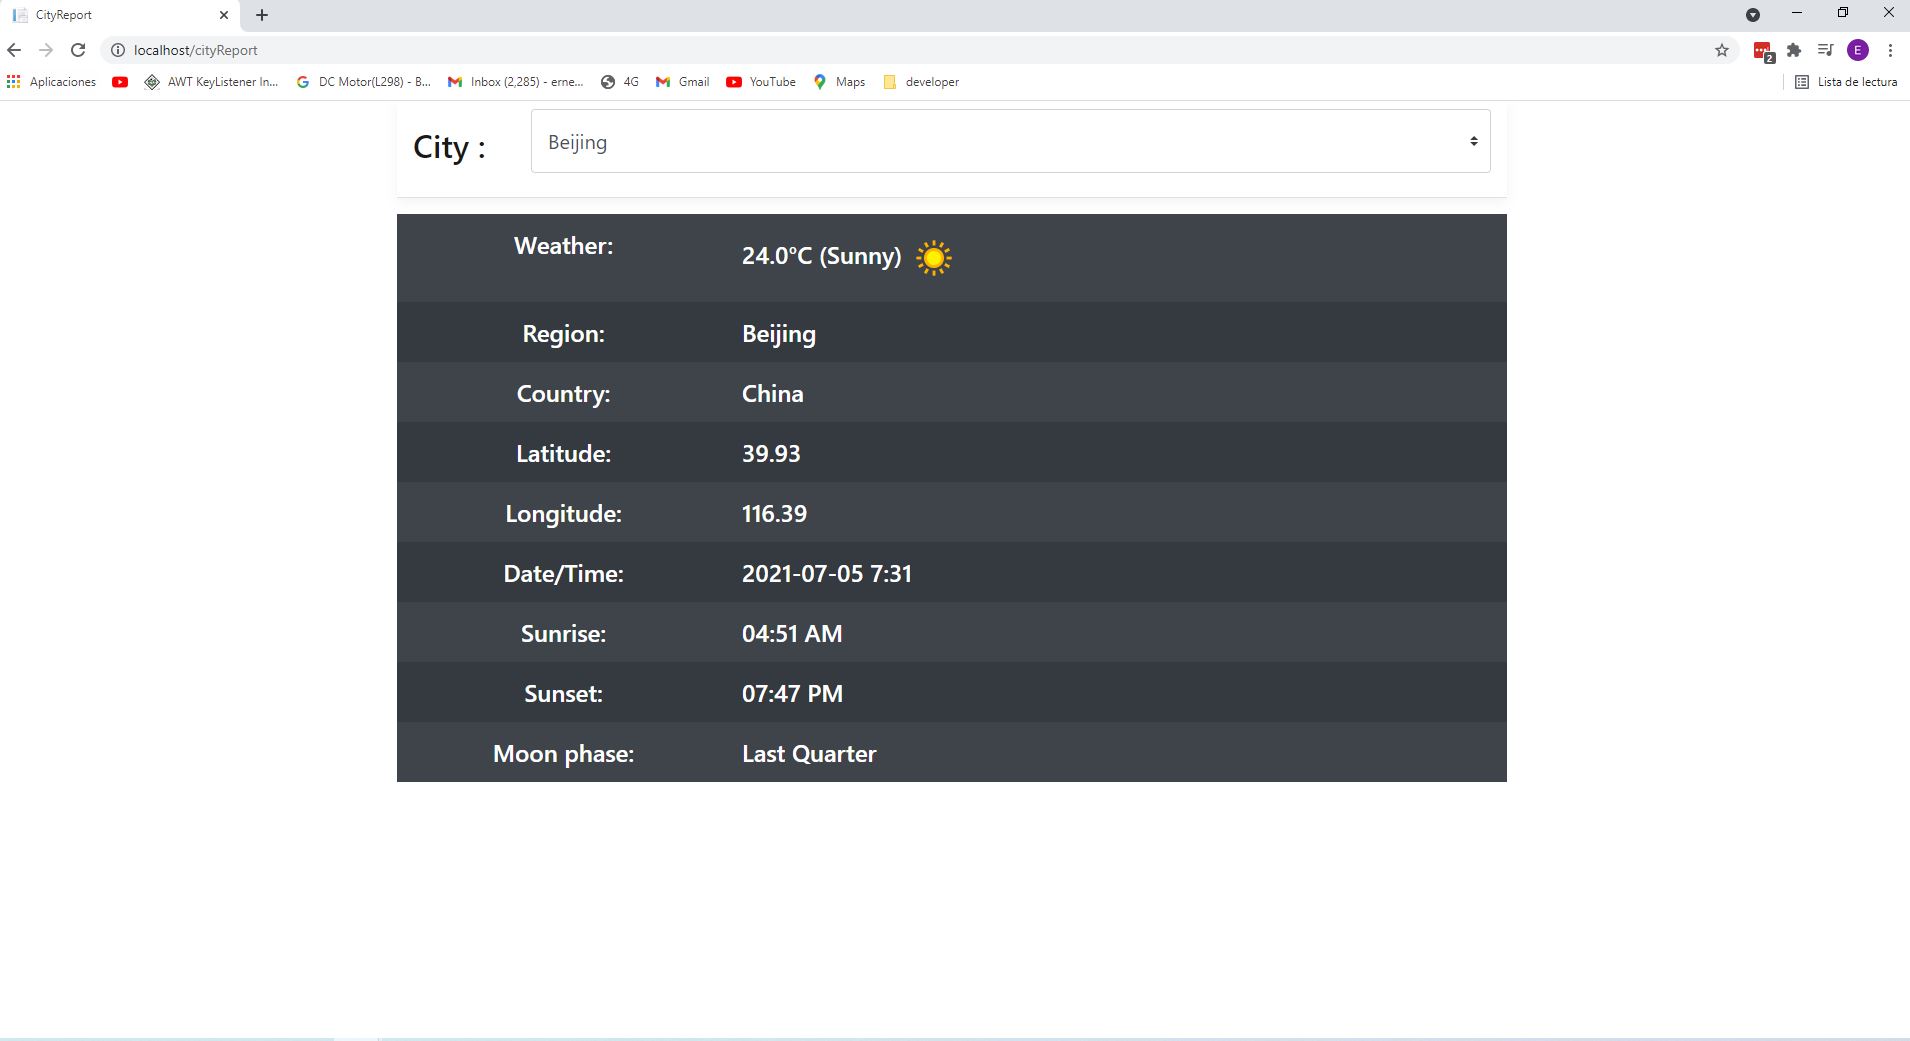 CityReport
localhost/cityReport
2
E
Aplicaciones AWT KeyListener In... DC Motor(L298) - B... Inbox (2,285) - erne... 4G Gmail YouTube Maps developer Lista de lectura
City : Beijing
Weather: 24.0°C (Sunny)
Region: Beijing
Country: China
Latitude: 39.93
Longitude: 116.39
Date/Time: 2021-07-05 7:31
Sunrise: 04:51 AM
Sunset: 07:47 PM
Moon phase: Last Quarter